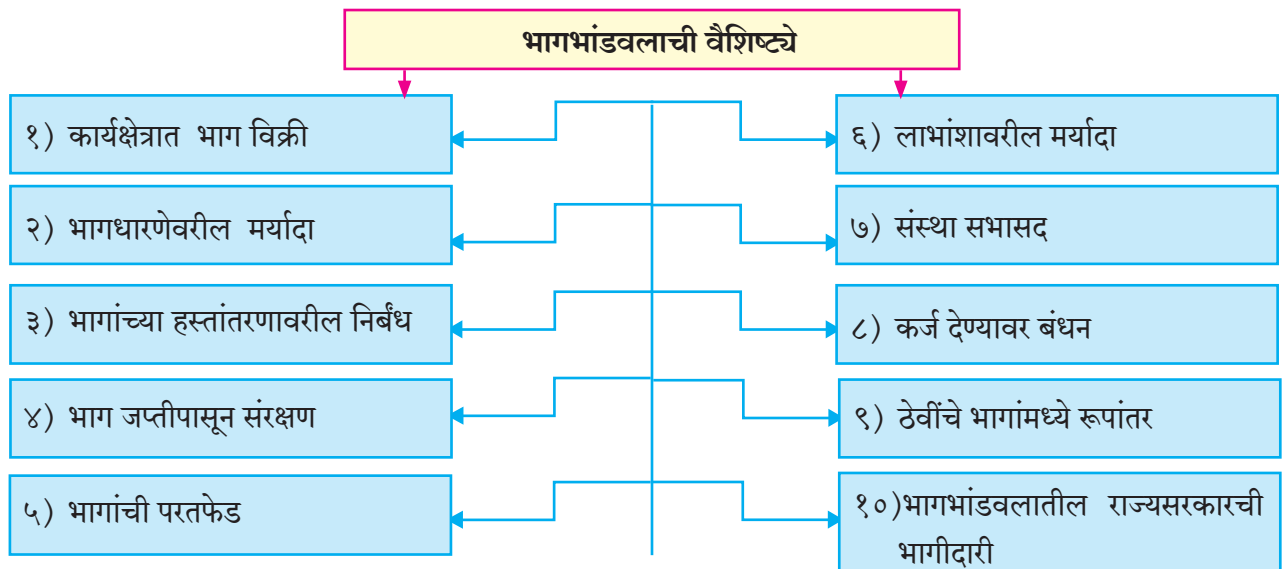 भागभांडवलाची वैशिष्ट्ये
१) कार्यक्षेत्रात भाग विक्री
२) भागधारणेवरील मर्यादा
३) भागांच्या हस्तांतरणावरील निर्बंध
४) भाग जप्तीपासून संरक्षण
५) भागांची परतफेड
६) लाभांशावरील मर्यादा
७) संस्था सभासद
८) कर्ज देण्यावर बंधन
९) ठेवींचे भागांमध्ये रूपांतर
१०)भागभांडवलातील राज्यसरकारची
भागीदारी